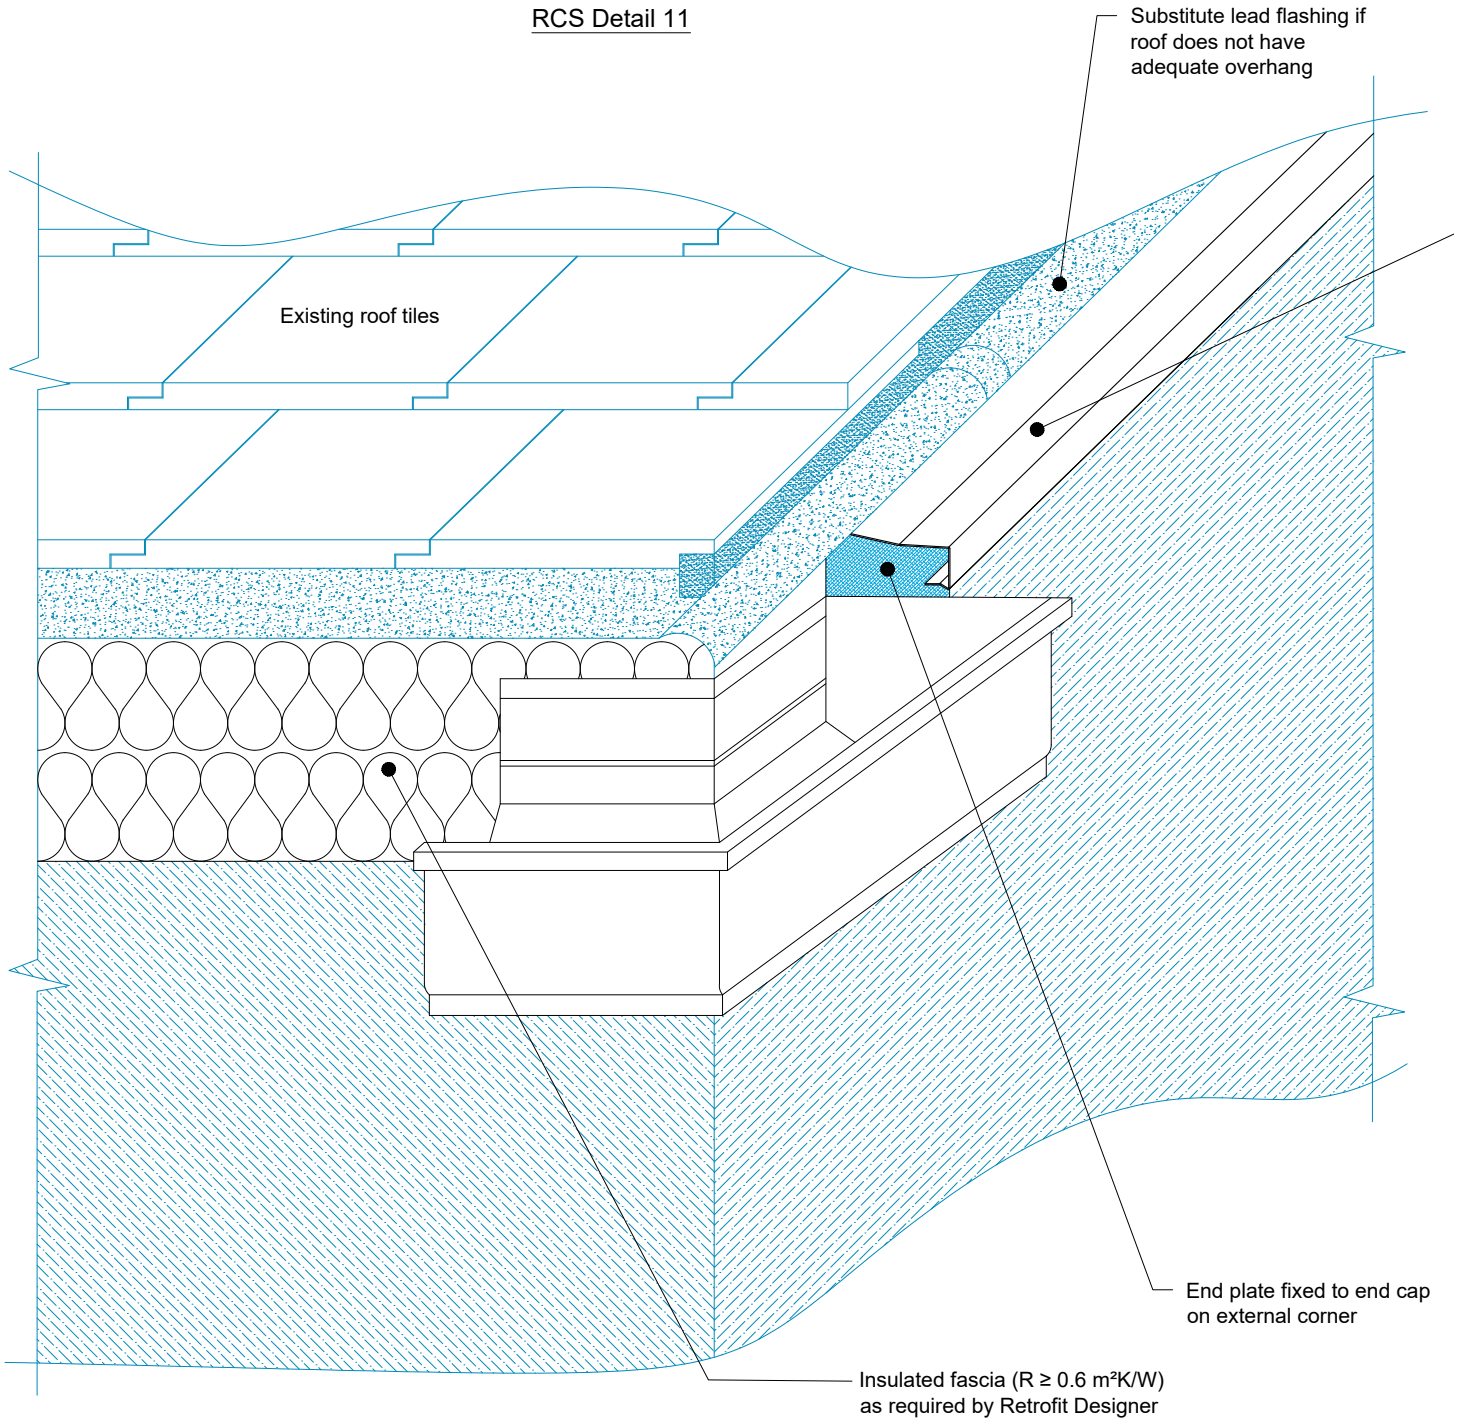 RCS Detail 11
Substitute lead flashing if
roof does not have
adequate overhang
Existing roof tiles
End plate fixed to end cap
on external corner
Insulated fascia (R ≥ 0.6 m²K/W)
as required by Retrofit Designer